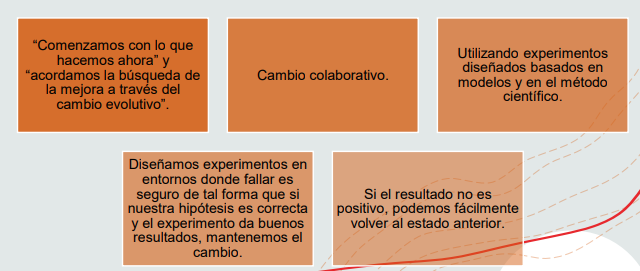 “Comenzamos con lo que
hacemos ahora” y
“acordamos la búsqueda de
la mejora a través del
cambio evolutivo”.
Cambio colaborativo.
Utilizando experimentos
diseñados basados en
modelos y en el método
científico.
Diseñamos experimentos en
entornos donde fallar es
seguro de tal forma que si
nuestra hipótesis es correcta
y el experimento da buenos
resultados, mantenemos el
cambio.
Si el resultado no es
positivo, podemos fácilmente
volver al estado anterior.